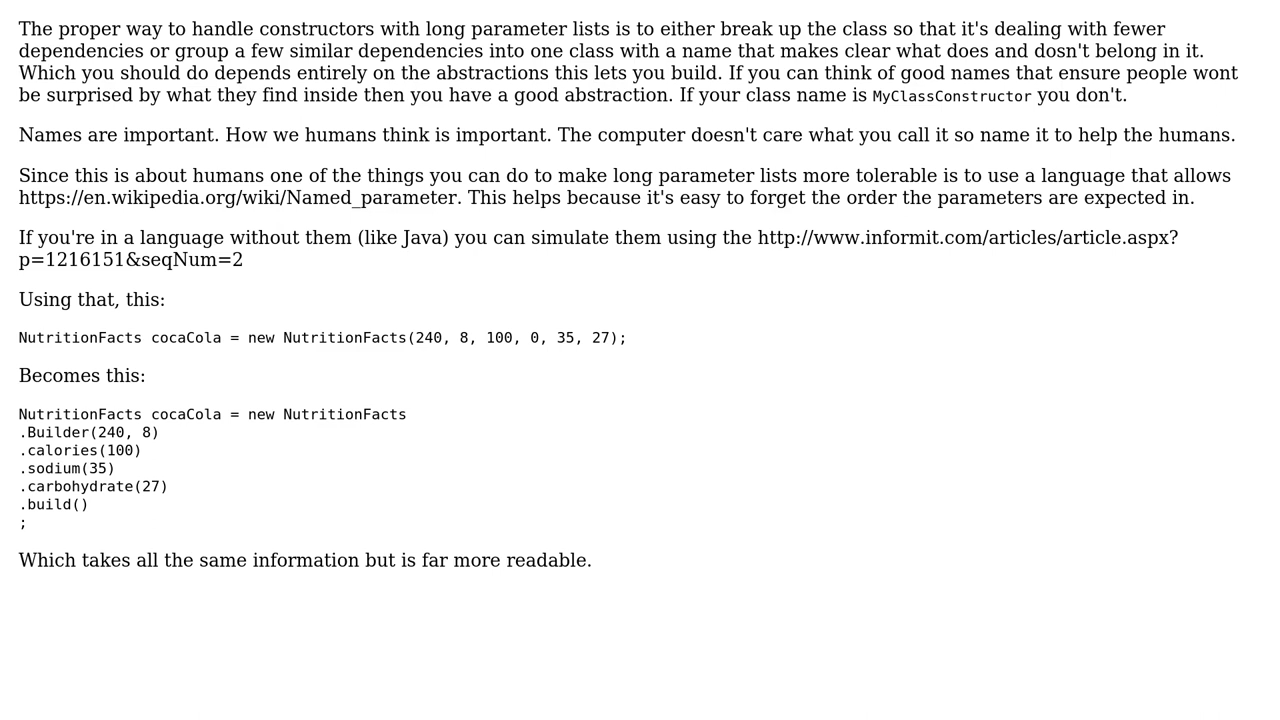 The proper way to handle constructors with long parameter lists is to either break up the class so that it's dealing with fewer
dependencies or group a few similar dependencies into one class with a name that makes clear what does and dosn't belong in it.
Which you should do depends entirely on the abstractions this lets you build. If you can think of good names that ensure people wont
be surprised by what they find inside then you have a good abstraction. If your class name is MyClassConstructor you don't.
Names are important. How we humans think is important. The computer doesn't care what you call it so name it to help the humans.
Since this is about humans one of the things you can do to make long parameter lists more tolerable is to use a language that allows
https://en.wikipedia.org/wiki/Named_parameter. This helps because it's easy to forget the order the parameters are expected in.
If you're in a language without them (like Java) you can simulate them using the http://www.informit.com/articles/article.aspx?
p=1216151&seqNum=2
Using that, this:
NutritionFacts cocaCola = new NutritionFacts(240, 8, 100, 0, 35, 27);
Becomes this:
NutritionFacts cocaCola = new NutritionFacts
.Builder(240, 8)
.calories(100)
.sodium(35)
.carbohydrate(27)
.build()
;
Which takes all the same information but is far more readable.